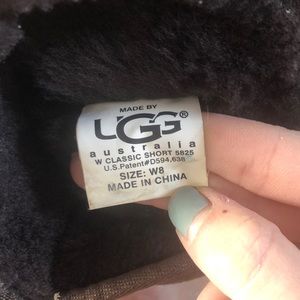 MADE BY
UGG®
australia
W CLASSIC SHORT 5825
U.S. Patent#D594,638
SIZE: W8
MADE IN CHINA